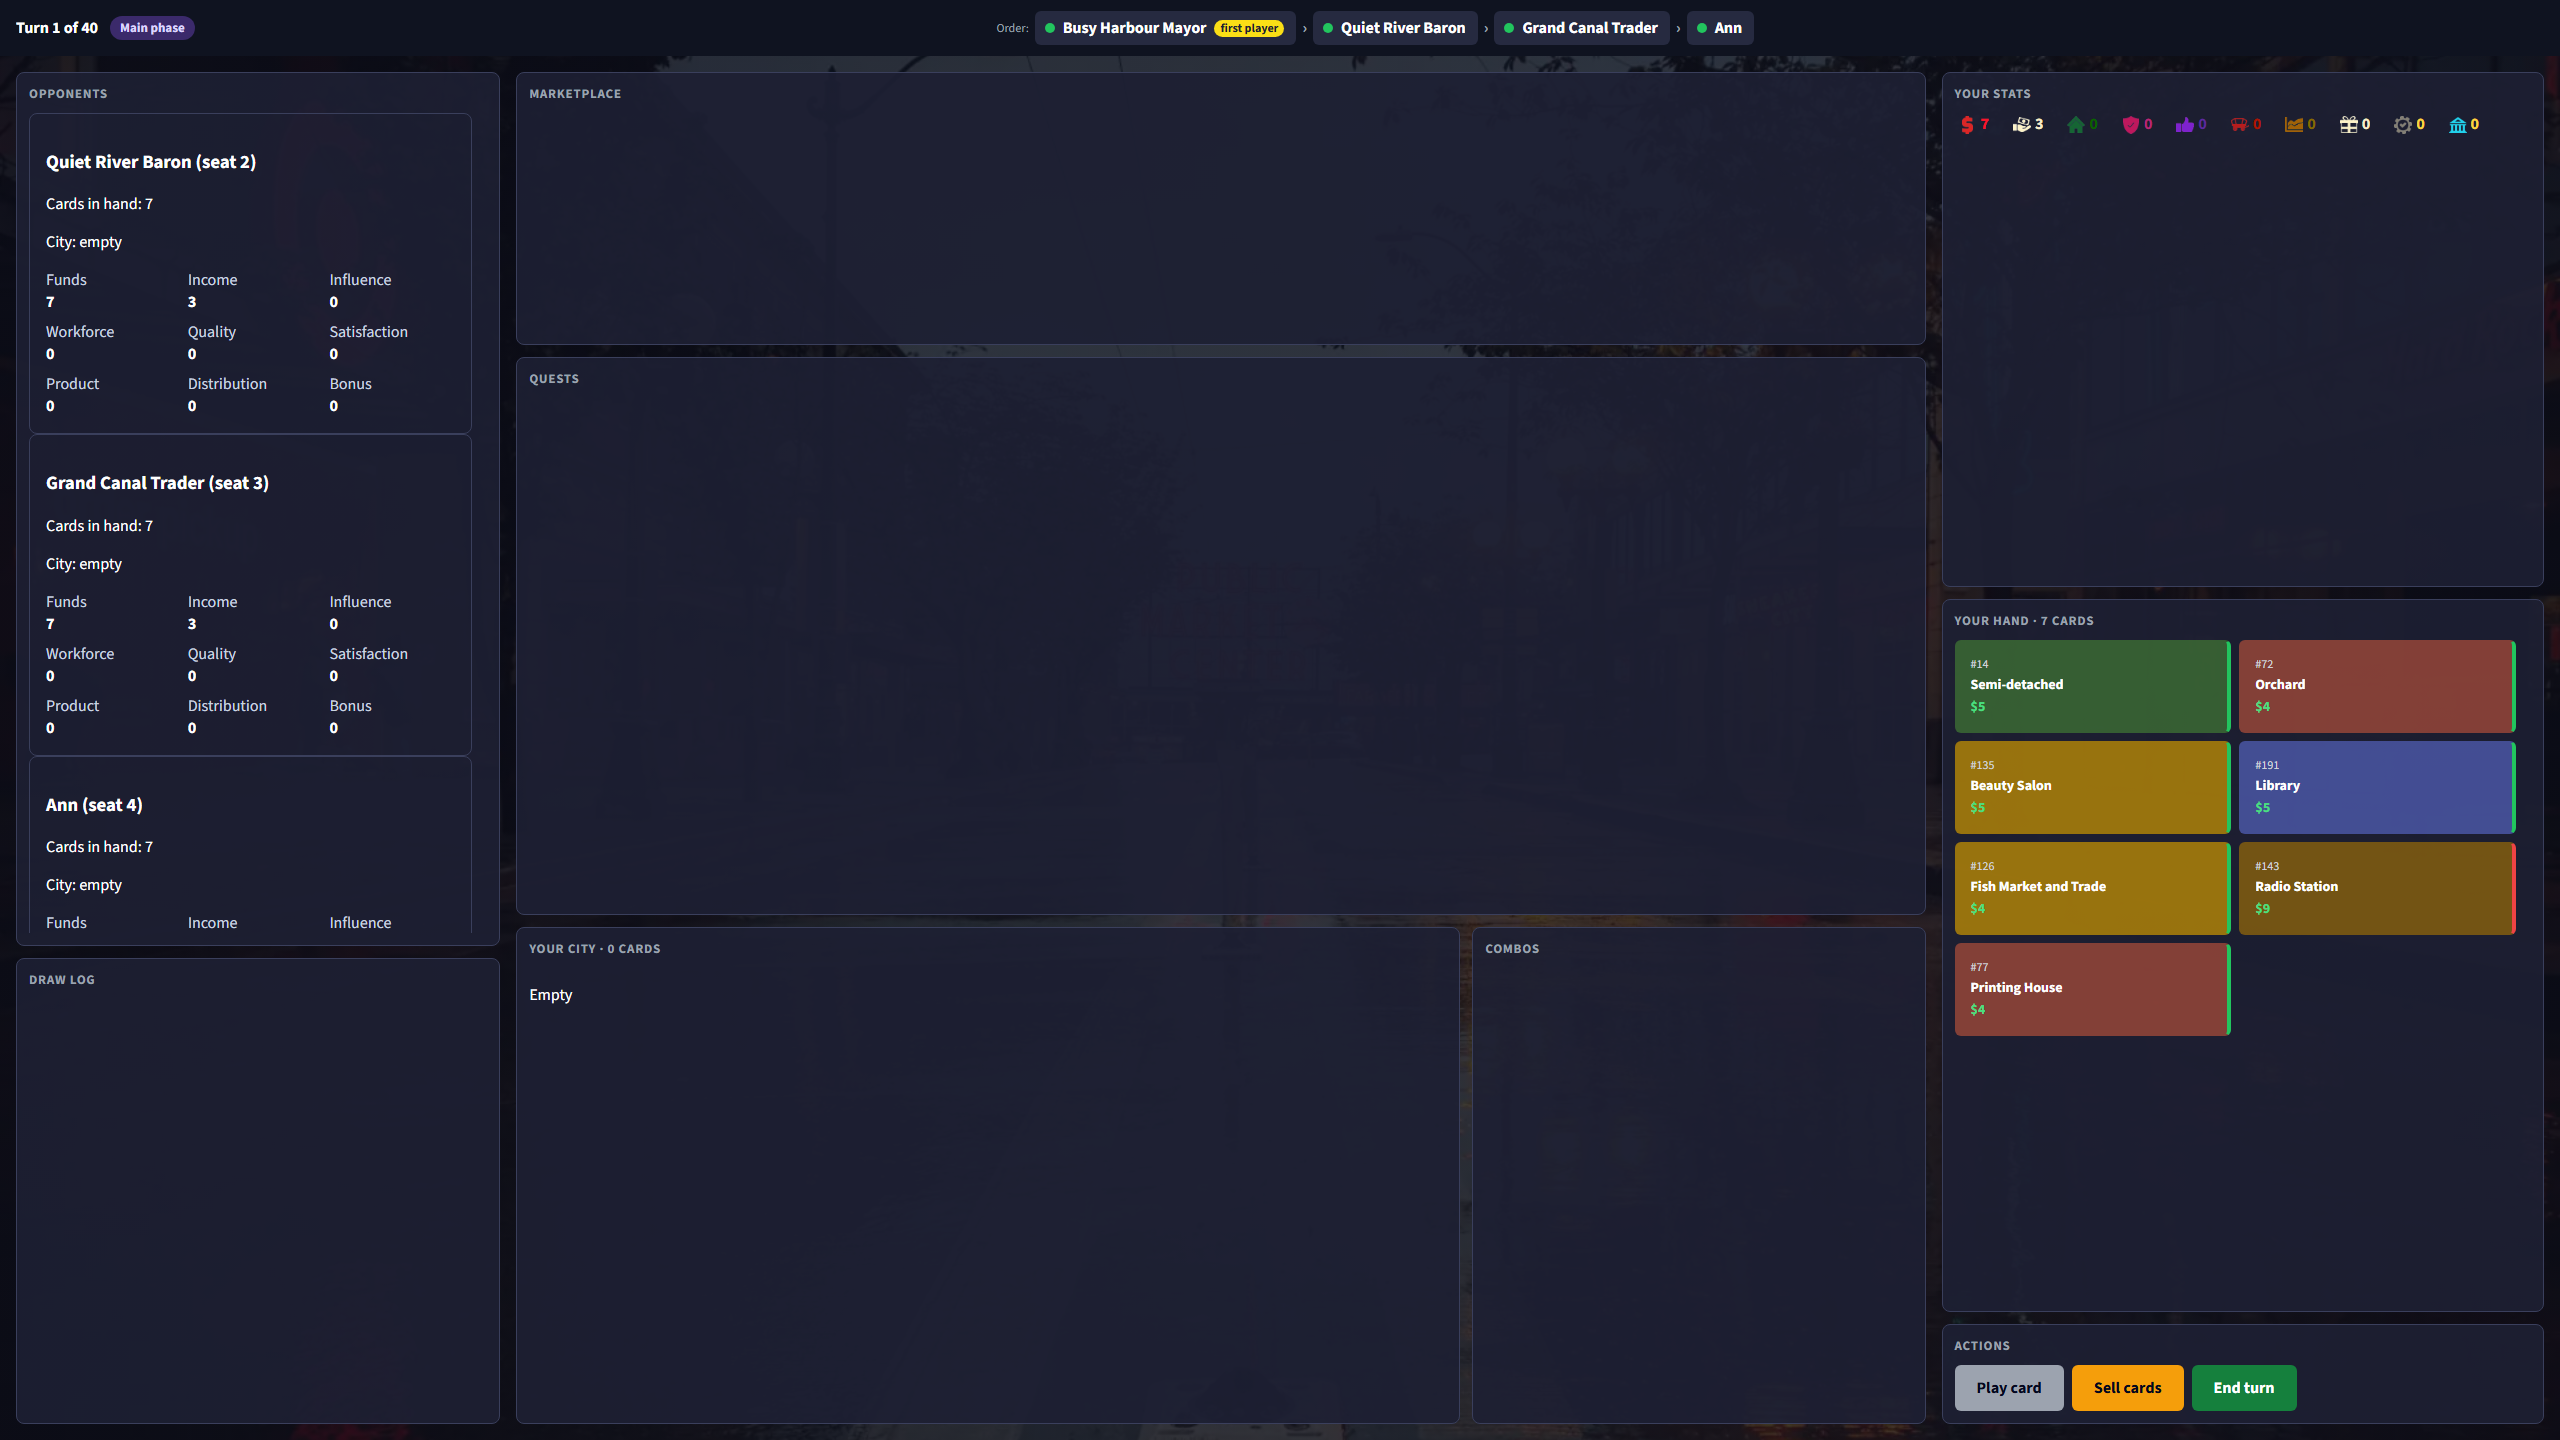 Turn 1 of 40 Main phase
Order: Busy Harbour Mayor first player › Quiet River Baron › Grand Canal Trader › Ann
OPPONENTS
Quiet River Baron (seat 2)
Cards in hand: 7
City: empty
Funds Income Influence
7 3 0
Workforce Quality Satisfaction
0 0 0
Product Distribution Bonus
0 0 0
Grand Canal Trader (seat 3)
Cards in hand: 7
City: empty
Funds Income Influence
7 3 0
Workforce Quality Satisfaction
0 0 0
Product Distribution Bonus
0 0 0
Ann (seat 4)
Cards in hand: 7
City: empty
Funds Income Influence
DRAW LOG
MARKETPLACE
QUESTS
YOUR CITY · 0 CARDS
Empty
COMBOS
YOUR STATS
7 3 0 0 0 0 0 0 0 0
YOUR HAND · 7 CARDS
#14
Semi-detached
$5
#72
Orchard
$4
#135
Beauty Salon
$5
#191
Library
$5
#126
Fish Market and Trade
$4
#143
Radio Station
$9
#77
Printing House
$4
ACTIONS
Play card Sell cards End turn